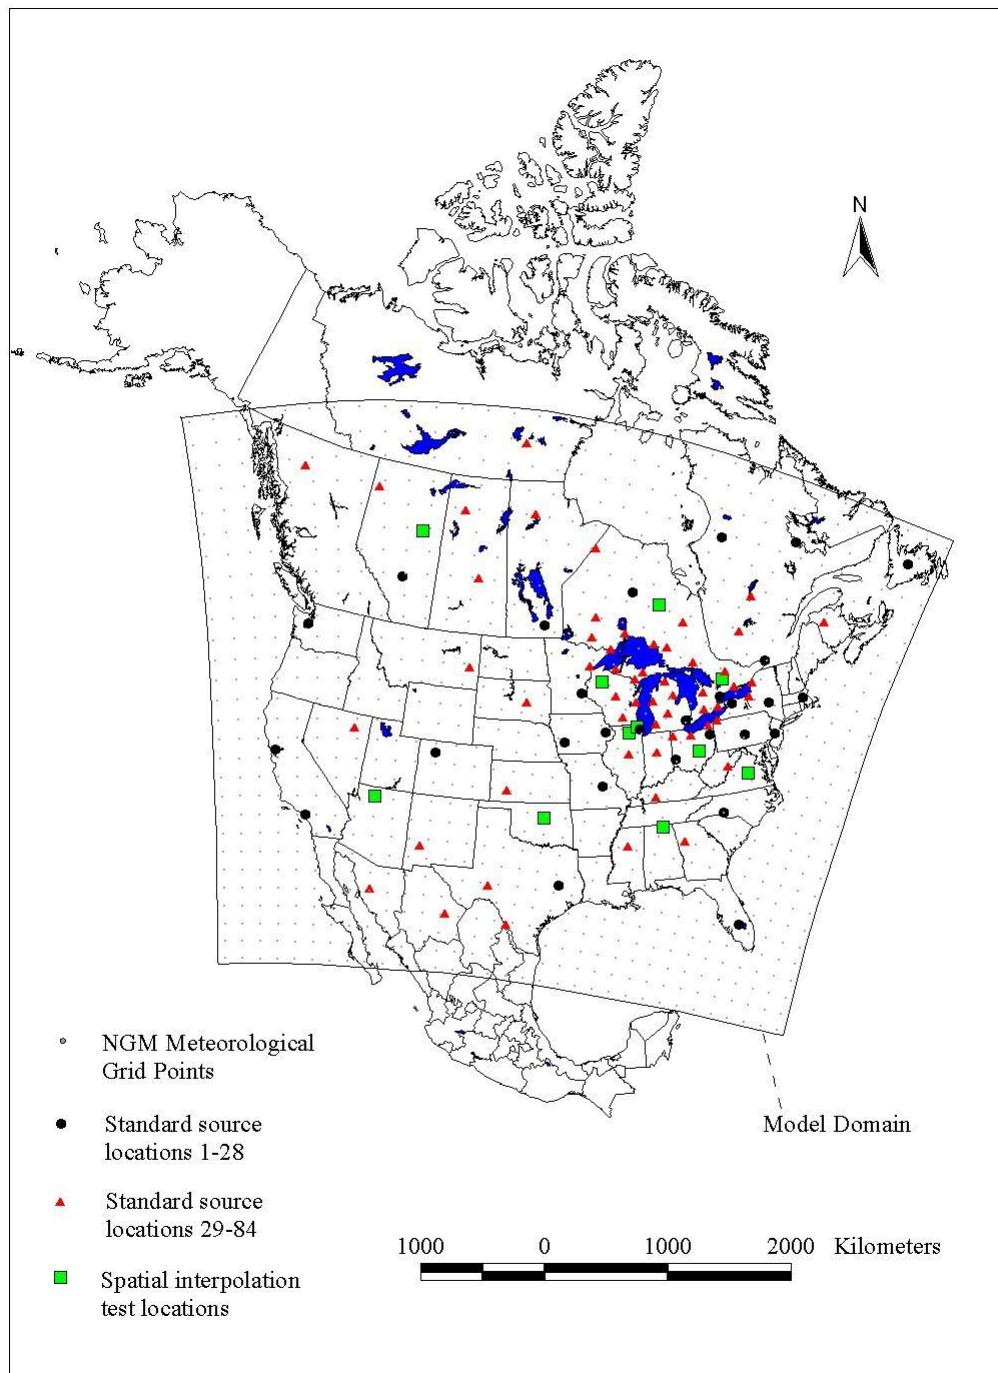 N
NGM Meteorological
Grid Points
Standard source
locations 1-28
Model Domain
Standard source
locations 29-84
1000 0 1000 2000 Kilometers
Spatial interpolation
test locations